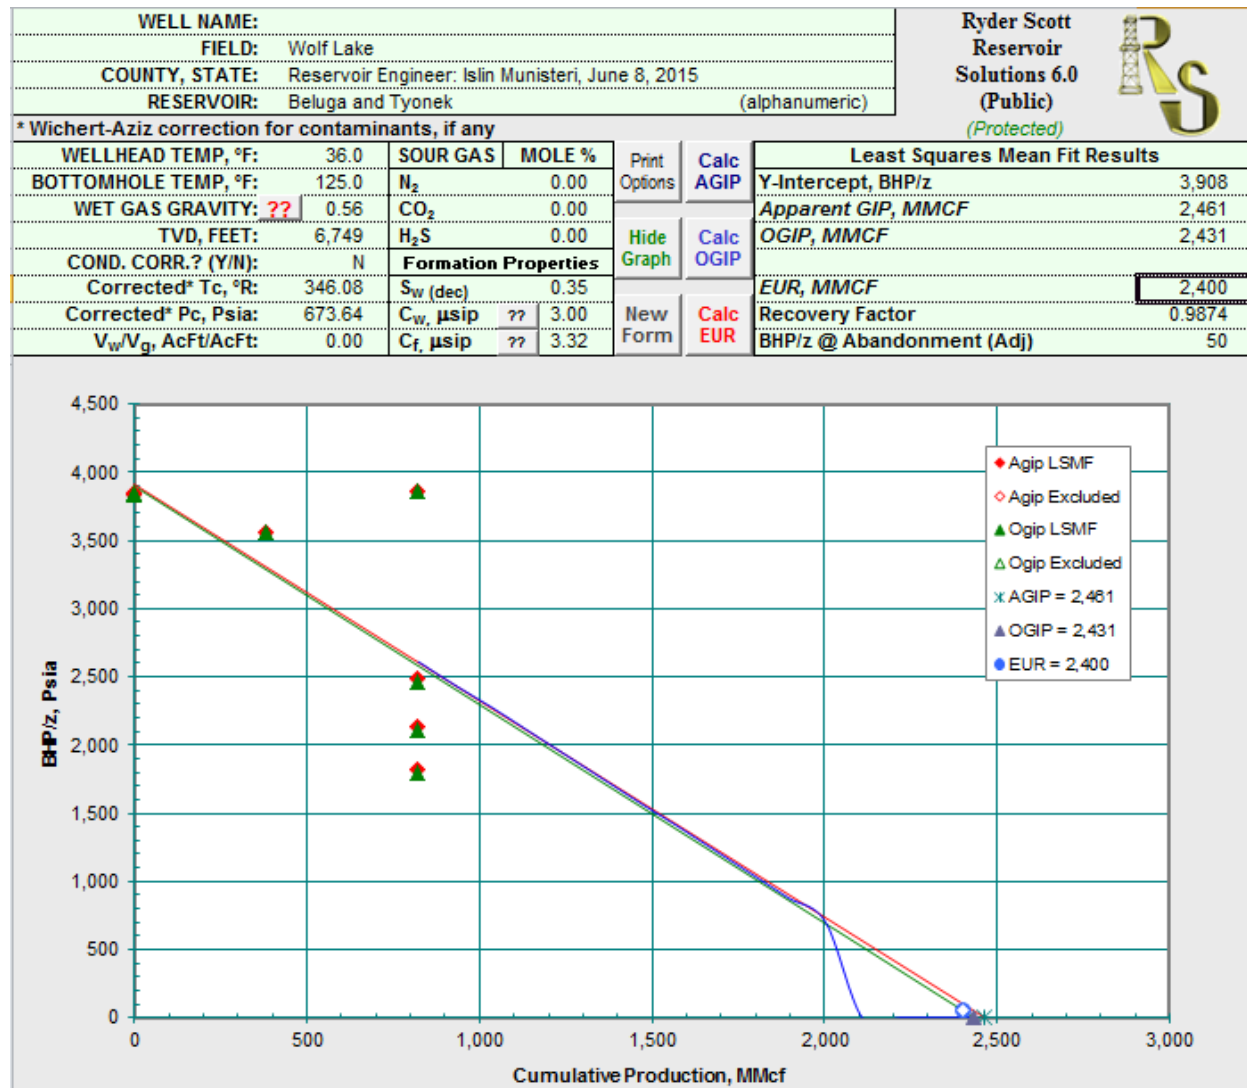 WELL NAME:
FIELD: Wolf Lake
COUNTY, STATE: Reservoir Engineer: Islin Munisteri, June 8, 2015
RESERVOIR: Beluga and Tyonek (alphanumeric)
Ryder Scott
Reservoir
Solutions 6.0
(Public)
(Protected)
RS
* Wichert-Aziz correction for contaminants, if any
WELLHEAD TEMP, ºF: 36.0 SOUR GAS MOLE %
BOTTOMHOLE TEMP, ºF: 125.0 N₂ 0.00
WET GAS GRAVITY: ?? 0.56 CO₂ 0.00
TVD, FEET: 6,749 H₂S 0.00
COND. CORR.? (Y/N): N Formation Properties
Corrected* Tc, ºR: 346.08 Sw (dec) 0.35
Corrected* Pc, Psia: 673.64 Cw, µsip ?? 3.00
Vw/Vg, AcFt/AcFt: 0.00 Cf, µsip ?? 3.32
Print
Options
Calc
AGIP
Hide
Graph
Calc
OGIP
New
Form
Calc
EUR
Least Squares Mean Fit Results
Y-Intercept, BHP/z 3,908
Apparent GIP, MMCF 2,461
OGIP, MMCF 2,431
EUR, MMCF 2,400
Recovery Factor 0.9874
BHP/z @ Abandonment (Adj) 50
4,500
4,000
3,500
3,000
2,500
2,000
1,500
1,000
500
0
BHP/z, Psia
Agip LSMF
Agip Excluded
Ogip LSMF
Ogip Excluded
AGIP = 2,461
OGIP = 2,431
EUR = 2,400
0 500 1,000 1,500 2,000 2,500 3,000
Cumulative Production, MMcf